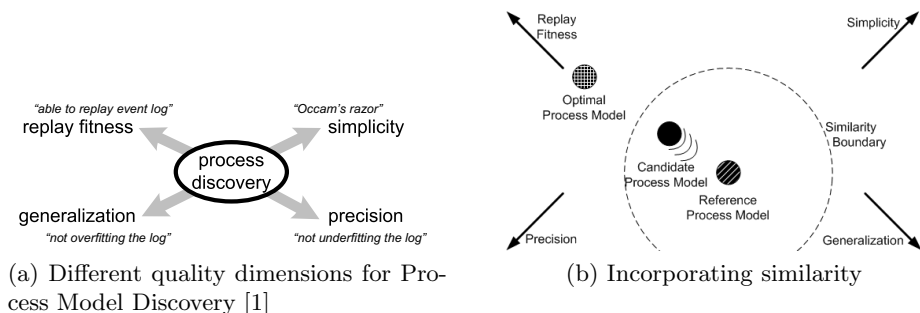 "able to replay event log"
replay fitness
"Occam's razor"
simplicity
process
discovery
generalization
"not overfitting the log"
precision
"not underfitting the log"
(a) Different quality dimensions for Pro-
cess Model Discovery [1]
Replay
Fitness
Simplicity
Optimal
Process Model
Similarity
Boundary
Candidate
Process Model
Reference
Process Model
Precision
Generalization
(b) Incorporating similarity